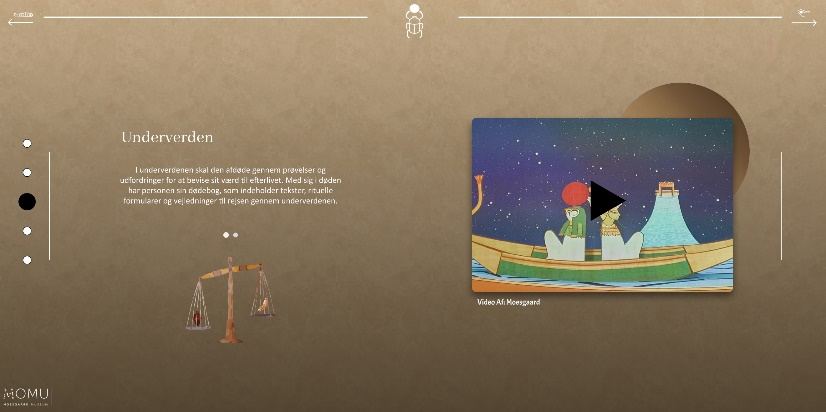 Underverden
I underverdenen skal den afdøde gennem prøvelser og
udfordringer for at bevise sit værd til efterlivet. Med sig i døden
har personen sin dødebog, som indeholder tekster, rituelle
formularer og vejledninger til rejsen gennem underverdenen.
Video Af: Moesgaard
MOMU
MOESGAARD MUSEUM